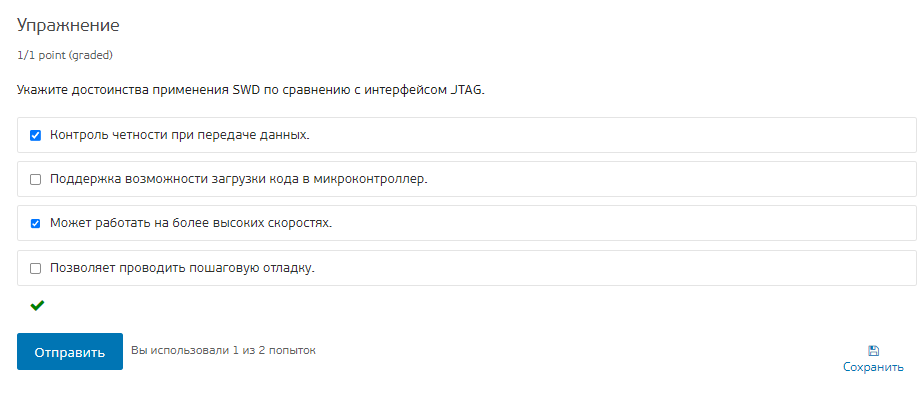 Упражнение
1/1 point (graded)
Укажите достоинства применения SWD по сравнению с интерфейсом JTAG.
Контроль четности при передаче данных.
Поддержка возможности загрузки кода в микроконтроллер.
Может работать на более высоких скоростях.
Позволяет проводить пошаговую отладку.
Отправить
Вы использовали 1 из 2 попыток
Сохранить